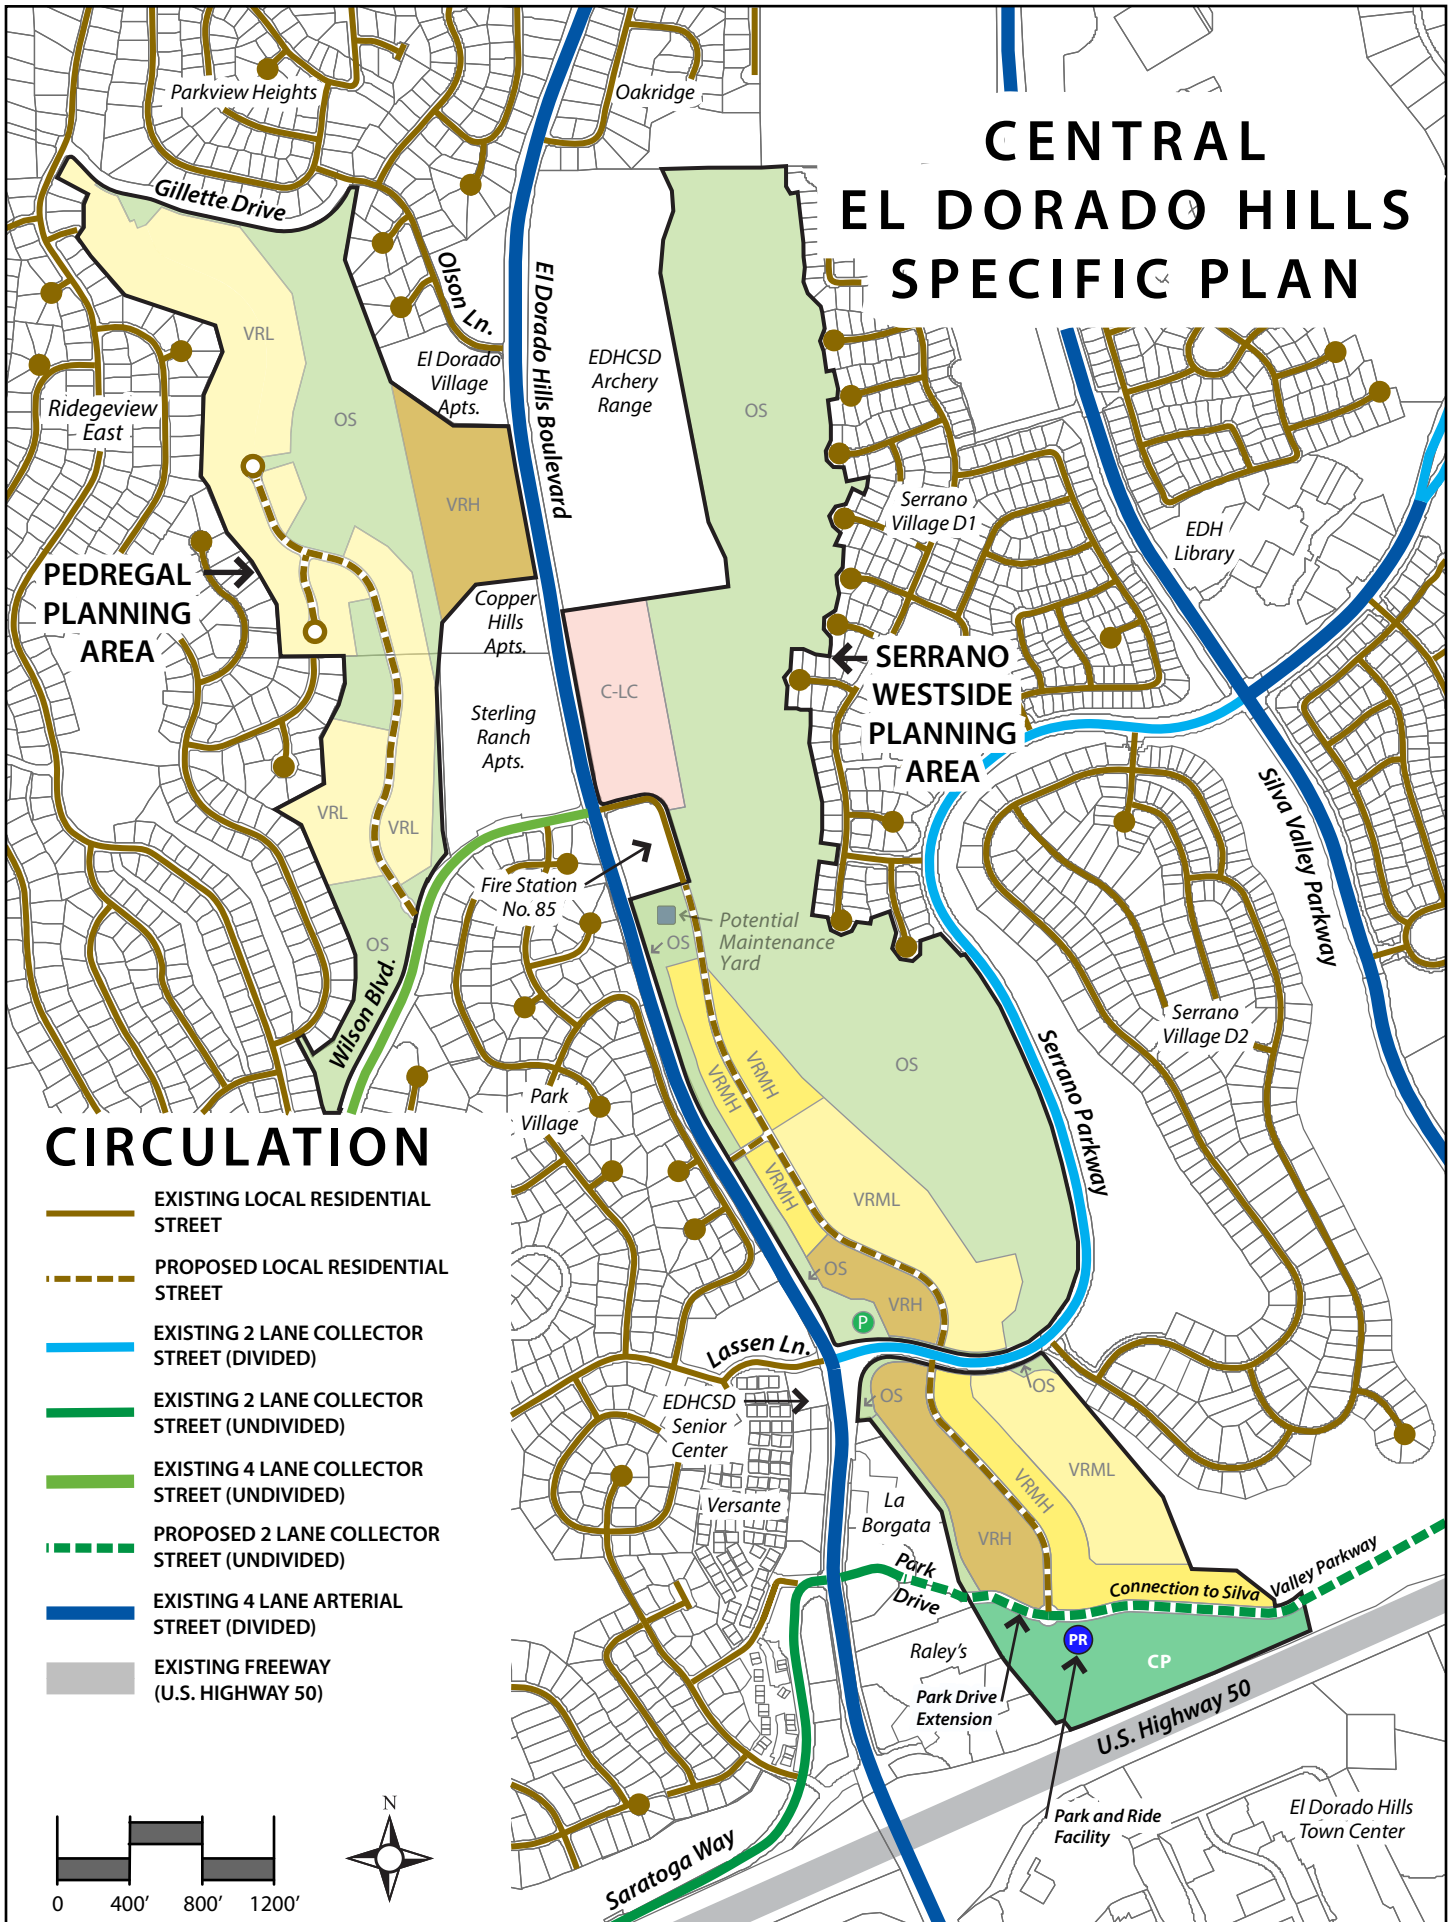 CENTRAL
EL DORADO HILLS
SPECIFIC PLAN
Parkview Heights
Oakridge
Gillette Drive
Olson Ln.
El Dorado Hills Boulevard
El Dorado
Village
Apts.
EDHCSD
Archery
Range
VRL
OS
OS
Ridegeview
East
VRH
Serrano
Village D1
EDH
Library
PEDREGAL
PLANNING
AREA
Copper
Hills
Apts.
SERRANO
WESTSIDE
PLANNING
AREA
C-LC
Sterling
Ranch
Apts.
Silva Valley Parkway
VRL
VRL
Fire Station
No. 85
Potential
Maintenance
Yard
OS
OS
Wilson Blvd.
Serrano
Village D2
Serrano Parkway
OS
VRMH
VRMH
Park
Village
VRMH
VRML
OS
VRH
P
Lassen Ln.
EDHCSD
Senior
Center
OS
OS
Versante
La
Borgata
VRMH
VRML
VRH
Park
Drive
Connection to Silva
Valley Parkway
Raley's
PR
CP
Park Drive
Extension
U.S. Highway 50
Park and Ride
Facility
El Dorado Hills
Town Center
Saratoga Way
CIRCULATION
EXISTING LOCAL RESIDENTIAL
STREET
PROPOSED LOCAL RESIDENTIAL
STREET
EXISTING 2 LANE COLLECTOR
STREET (DIVIDED)
EXISTING 2 LANE COLLECTOR
STREET (UNDIVIDED)
EXISTING 4 LANE COLLECTOR
STREET (UNDIVIDED)
PROPOSED 2 LANE COLLECTOR
STREET (UNDIVIDED)
EXISTING 4 LANE ARTERIAL
STREET (DIVIDED)
EXISTING FREEWAY
(U.S. HIGHWAY 50)
N
0 400' 800' 1200'